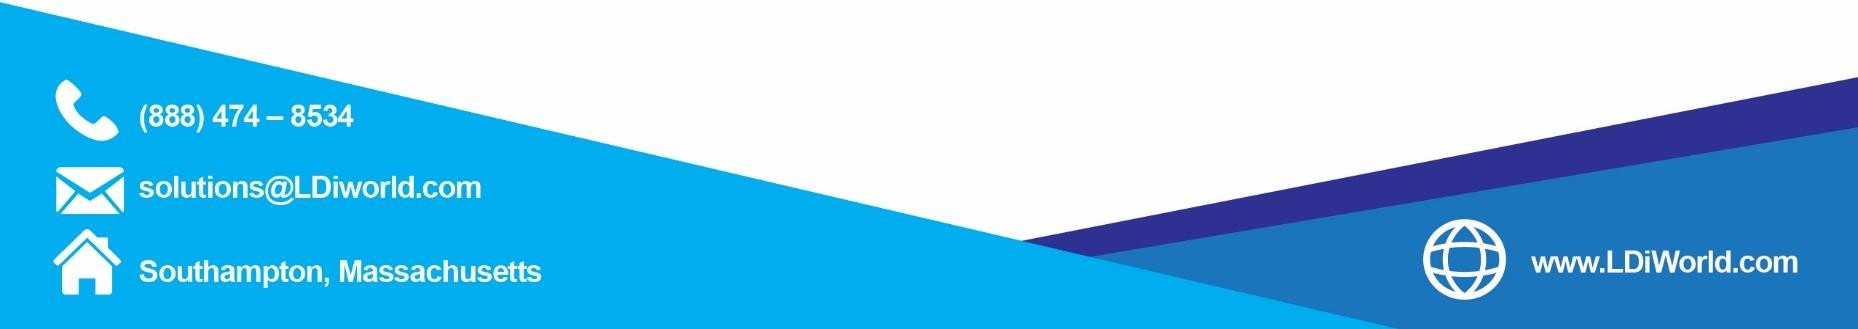 (888) 474 – 8534
solutions@LDiworld.com
Southampton, Massachusetts
www.LDiWorld.com